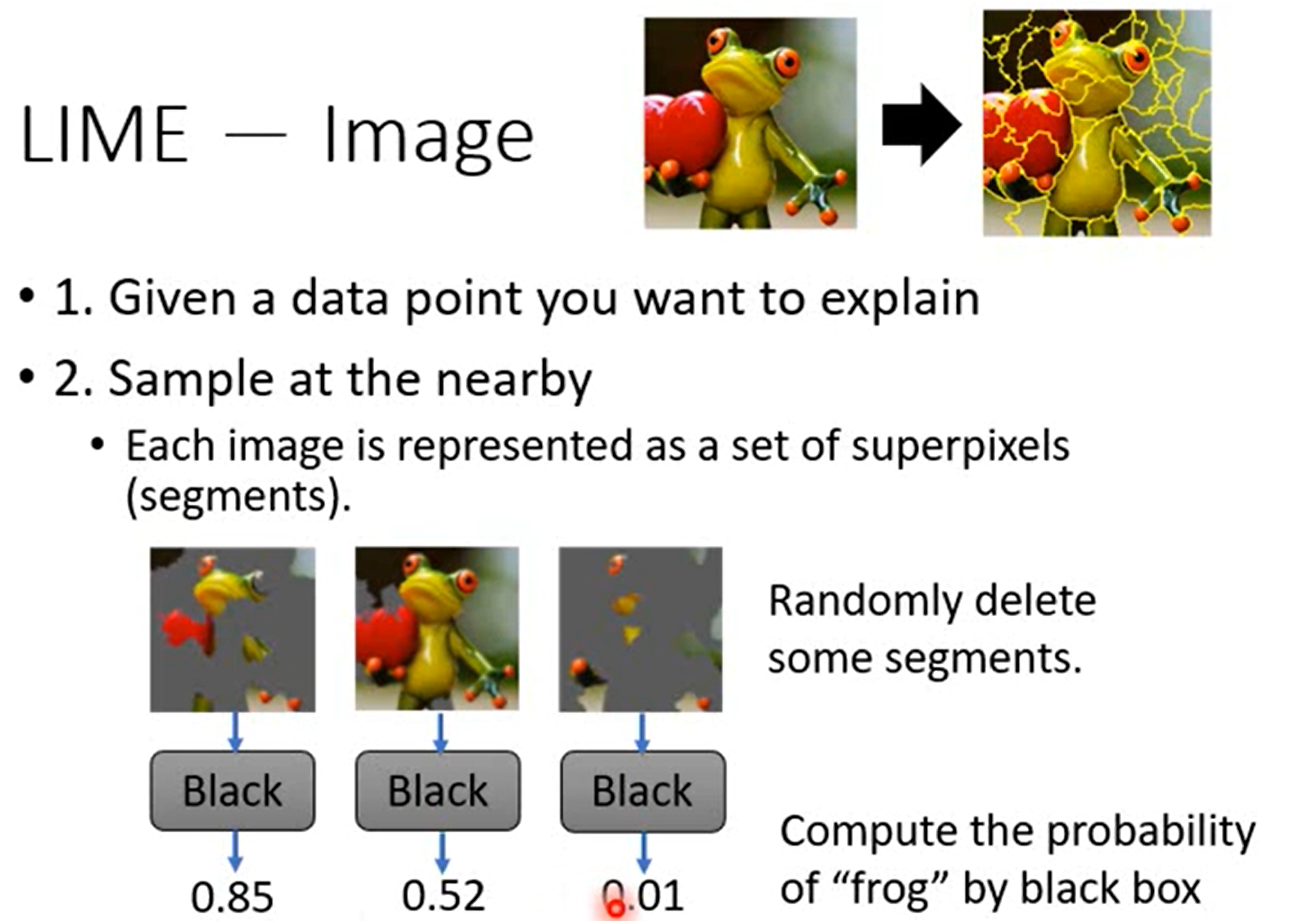 LIME — Image
• 1. Given a data point you want to explain
• 2. Sample at the nearby
• Each image is represented as a set of superpixels
(segments).
Randomly delete
some segments.
Black Black Black
Compute the probability
of “frog” by black box
0.85 0.52 0.01